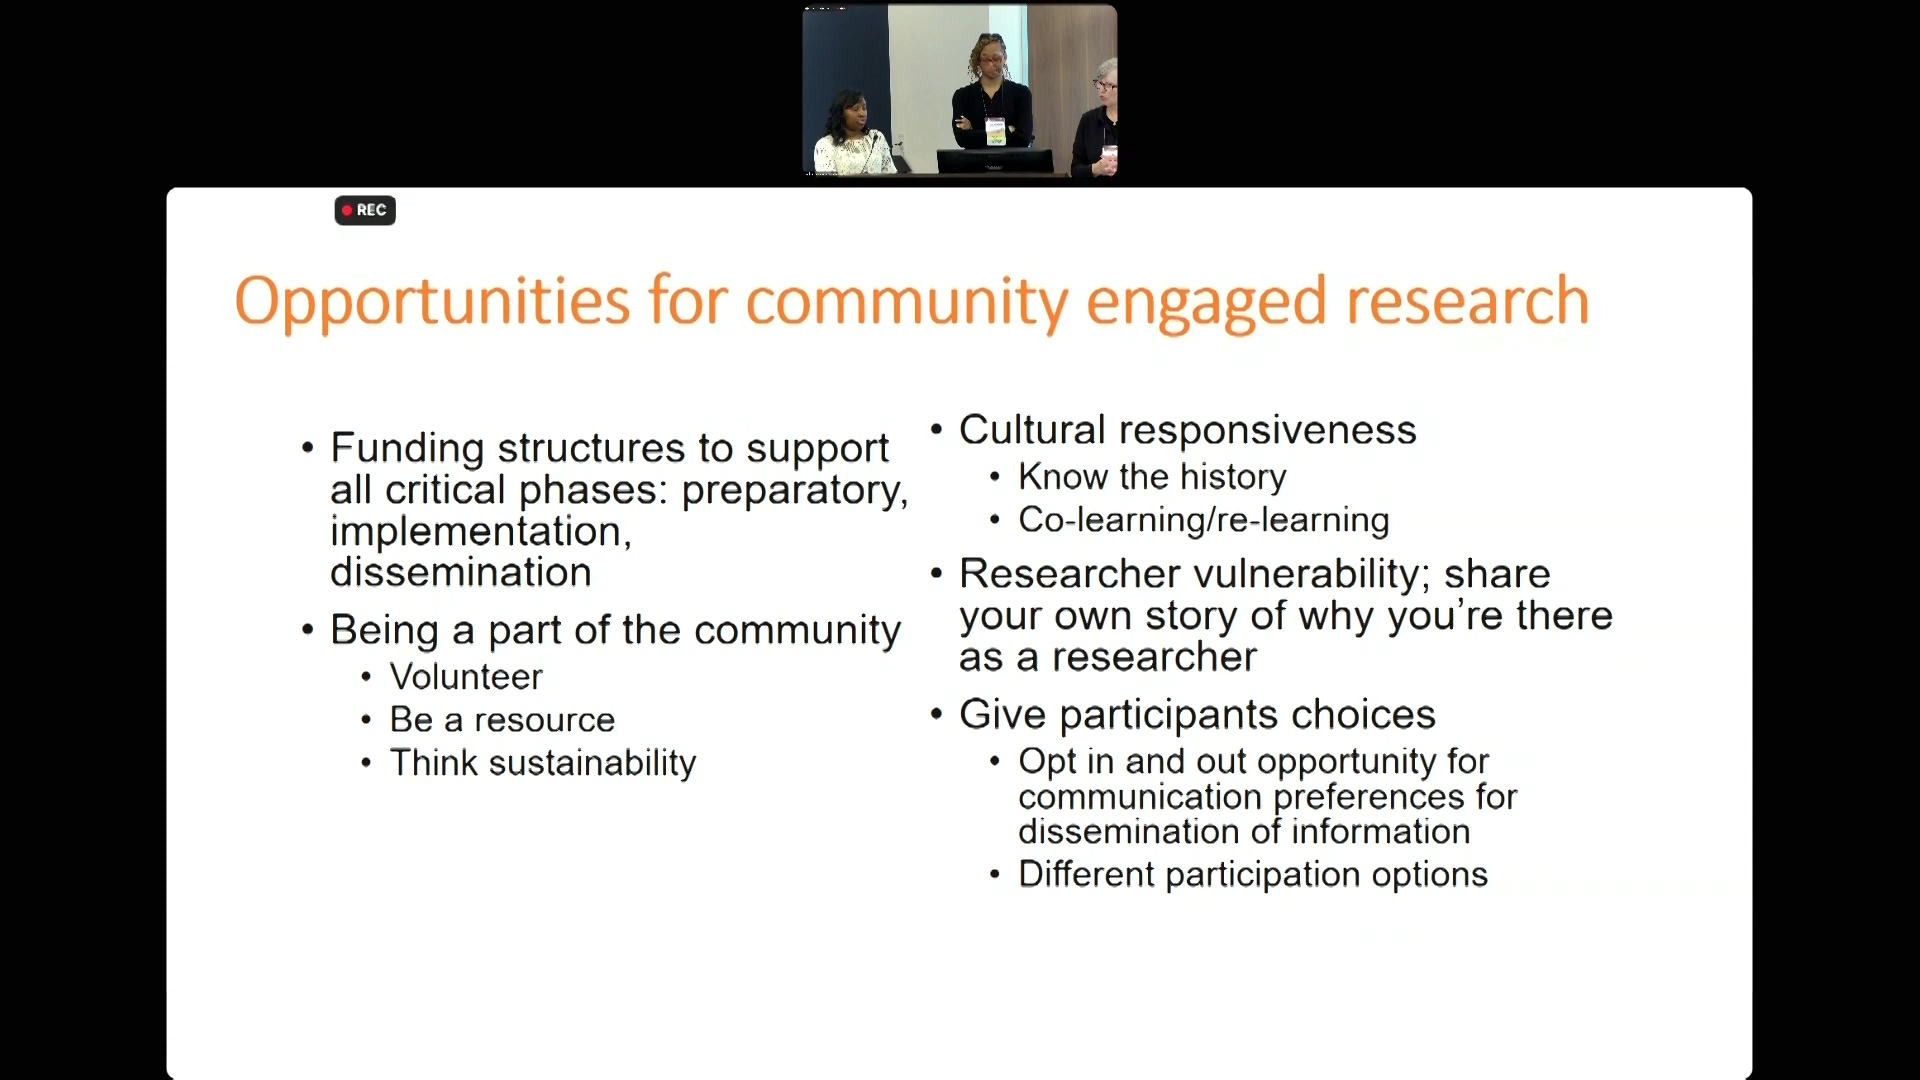 REC
Opportunities for community engaged research
• Funding structures to support
all critical phases: preparatory,
implementation,
dissemination
• Being a part of the community
• Volunteer
• Be a resource
• Think sustainability
• Cultural responsiveness
• Know the history
• Co-learning/re-learning
• Researcher vulnerability; share
your own story of why you’re there
as a researcher
• Give participants choices
• Opt in and out opportunity for
communication preferences for
dissemination of information
• Different participation options